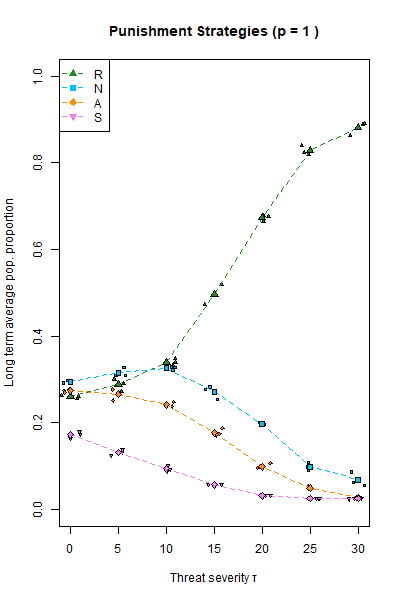 Punishment Strategies (p = 1 )
R
N
A
S
Long term average pop. proportion
1.0
0.8
0.6
0.4
0.2
0.0
0 5 10 15 20 25 30
Threat severity τ